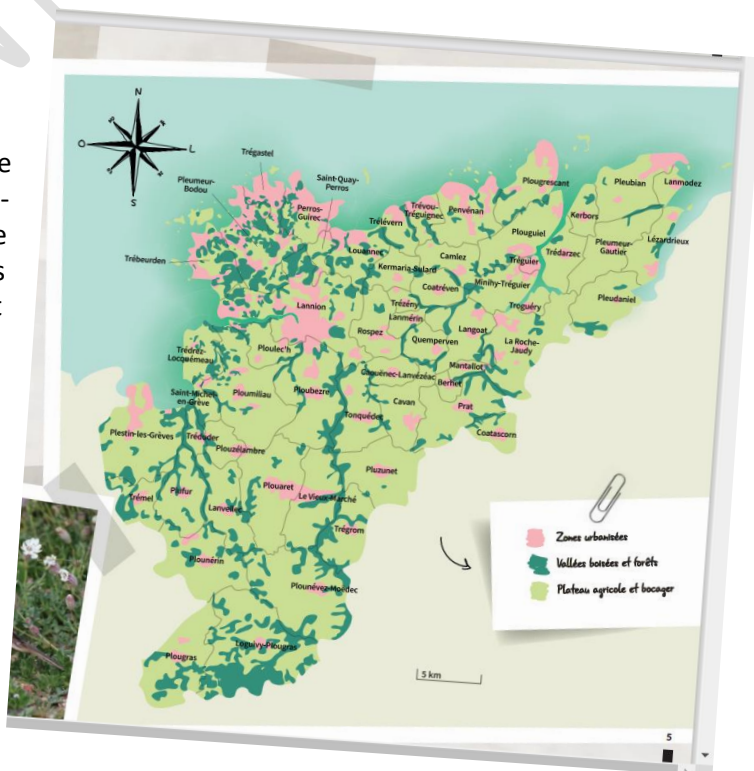 N
O
L
S
Trégastel
Pleumeur-
Bodou
Saint-Quay-
Perros
Perros-
Guirec
Trébeurden
Louannec
Trélévern
Trévou-
Tréguignec
Penvénan
Plougrescant
Pleubian
Lanmodez
Kerbors
Plouguiel
Camlez
Kermaria-Sulard
Coatréven
Tréguier
Minihy-Tréguier
Trédarzec
Pleumeur-
Gautier
Lézardrieux
Pleudaniel
Troguéry
Trézény
Lanmérin
Lannion
Rospez
Quemperven
Langoat
La Roche-
Jaudy
Mantallot
Berhet
Caouënec-Lanvézéac
Trédrez-
Locquémeau
Ploulec'h
Saint-Michel-
en-Grève
Ploumiliau
Ploubezre
Tonquédec
Cavan
Prat
Coatascorn
Plestin-les-Grèves
Tréduder
Plouzélambre
Pluzunet
Trémel
Plufur
Lanvellec
Plouaret
Le Vieux-Marché
Trégrom
Plounérin
Plounévez-Moëdec
Plougras
Loguivy-Plougras
Zones urbanisées
Vallées boisées et forêts
Plateau agricole et bocager
5 km
5